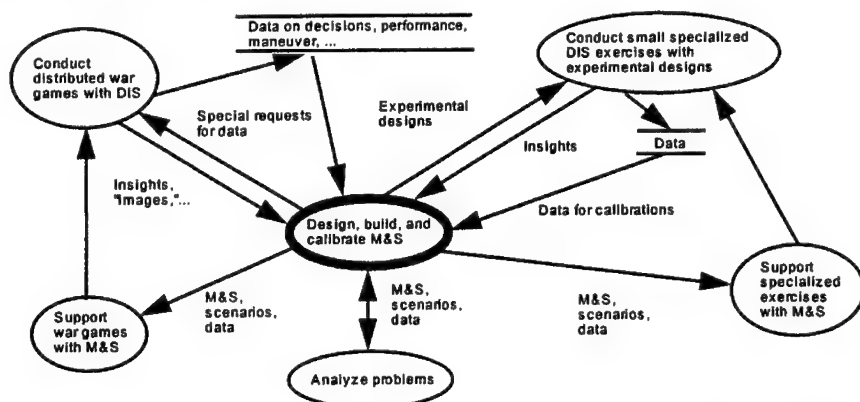 Data on decisions, performance,
maneuver, ...
Conduct
distributed war
games with DIS
Conduct small specialized
DIS exercises with
experimental designs
Special requests
for data
Experimental
designs
Insights
Data
Insights,
"Images,"...
Data for calibrations
Design, build, and
calibrate M&S
Support
war games
with M&S
M&S,
scenarios,
data
M&S,
scenarios,
data
M&S,
scenarios,
data
Support
specialized
exercises
with M&S
Analyze problems